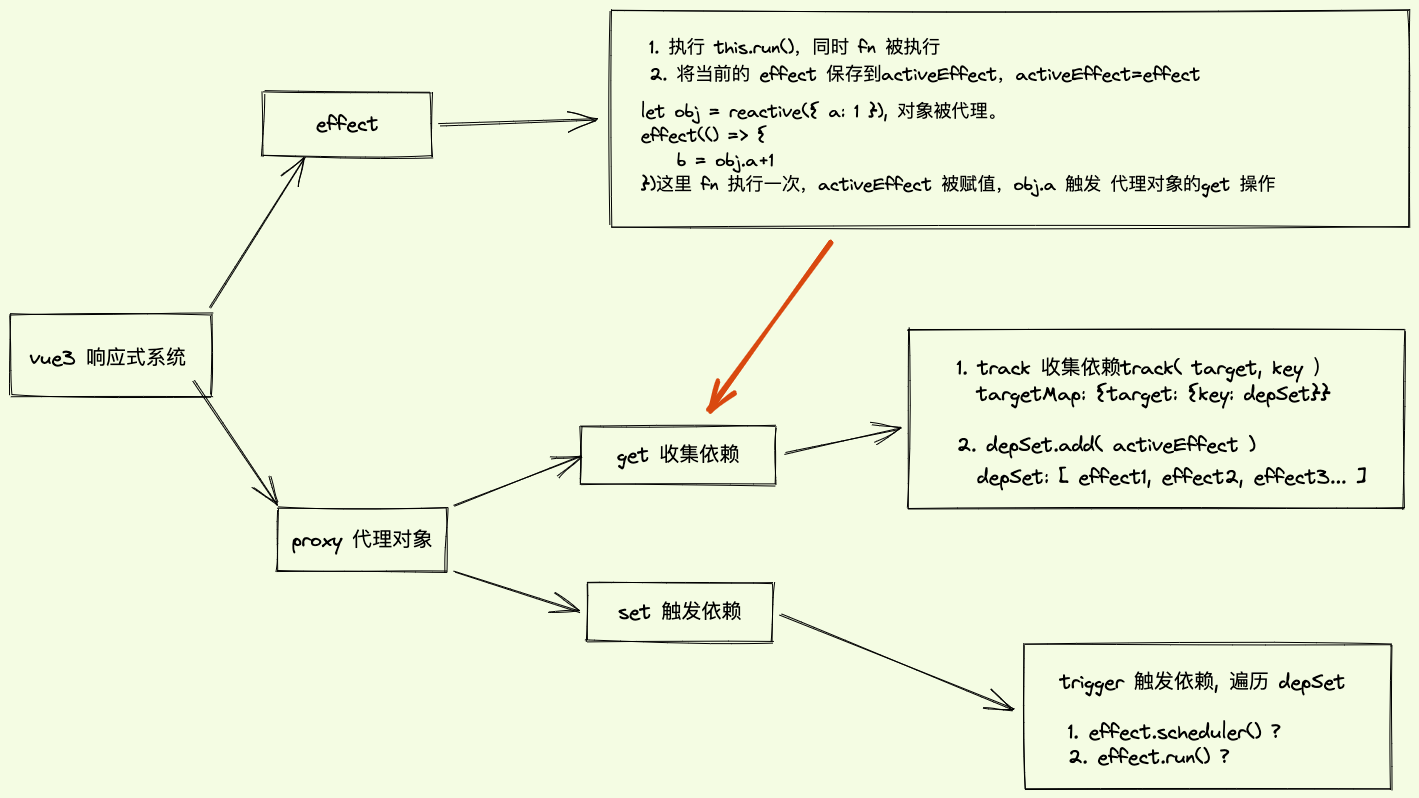 1. 执行 this.run(), 同时 fn 被执行
2. 将当前的 effect 保存到activeEffect, activeEffect=effect
let obj = reactive({ a: 1 }), 对象被代理。
effect(() => {
b = obj.a+1
})这里 fn 执行一次, activeEffect 被赋值, obj.a 触发 代理对象的get 操作
effect
vue3 响应式系统
1. track 收集依赖track( target, key )
targetMap: {target: {key: depSet}}
2. depSet.add( activeEffect )
depSet: [ effect1, effect2, effect3... ]
get 收集依赖
proxy 代理对象
set 触发依赖
trigger 触发依赖, 遍历 depSet
1. effect.scheduler() ?
2. effect.run() ?